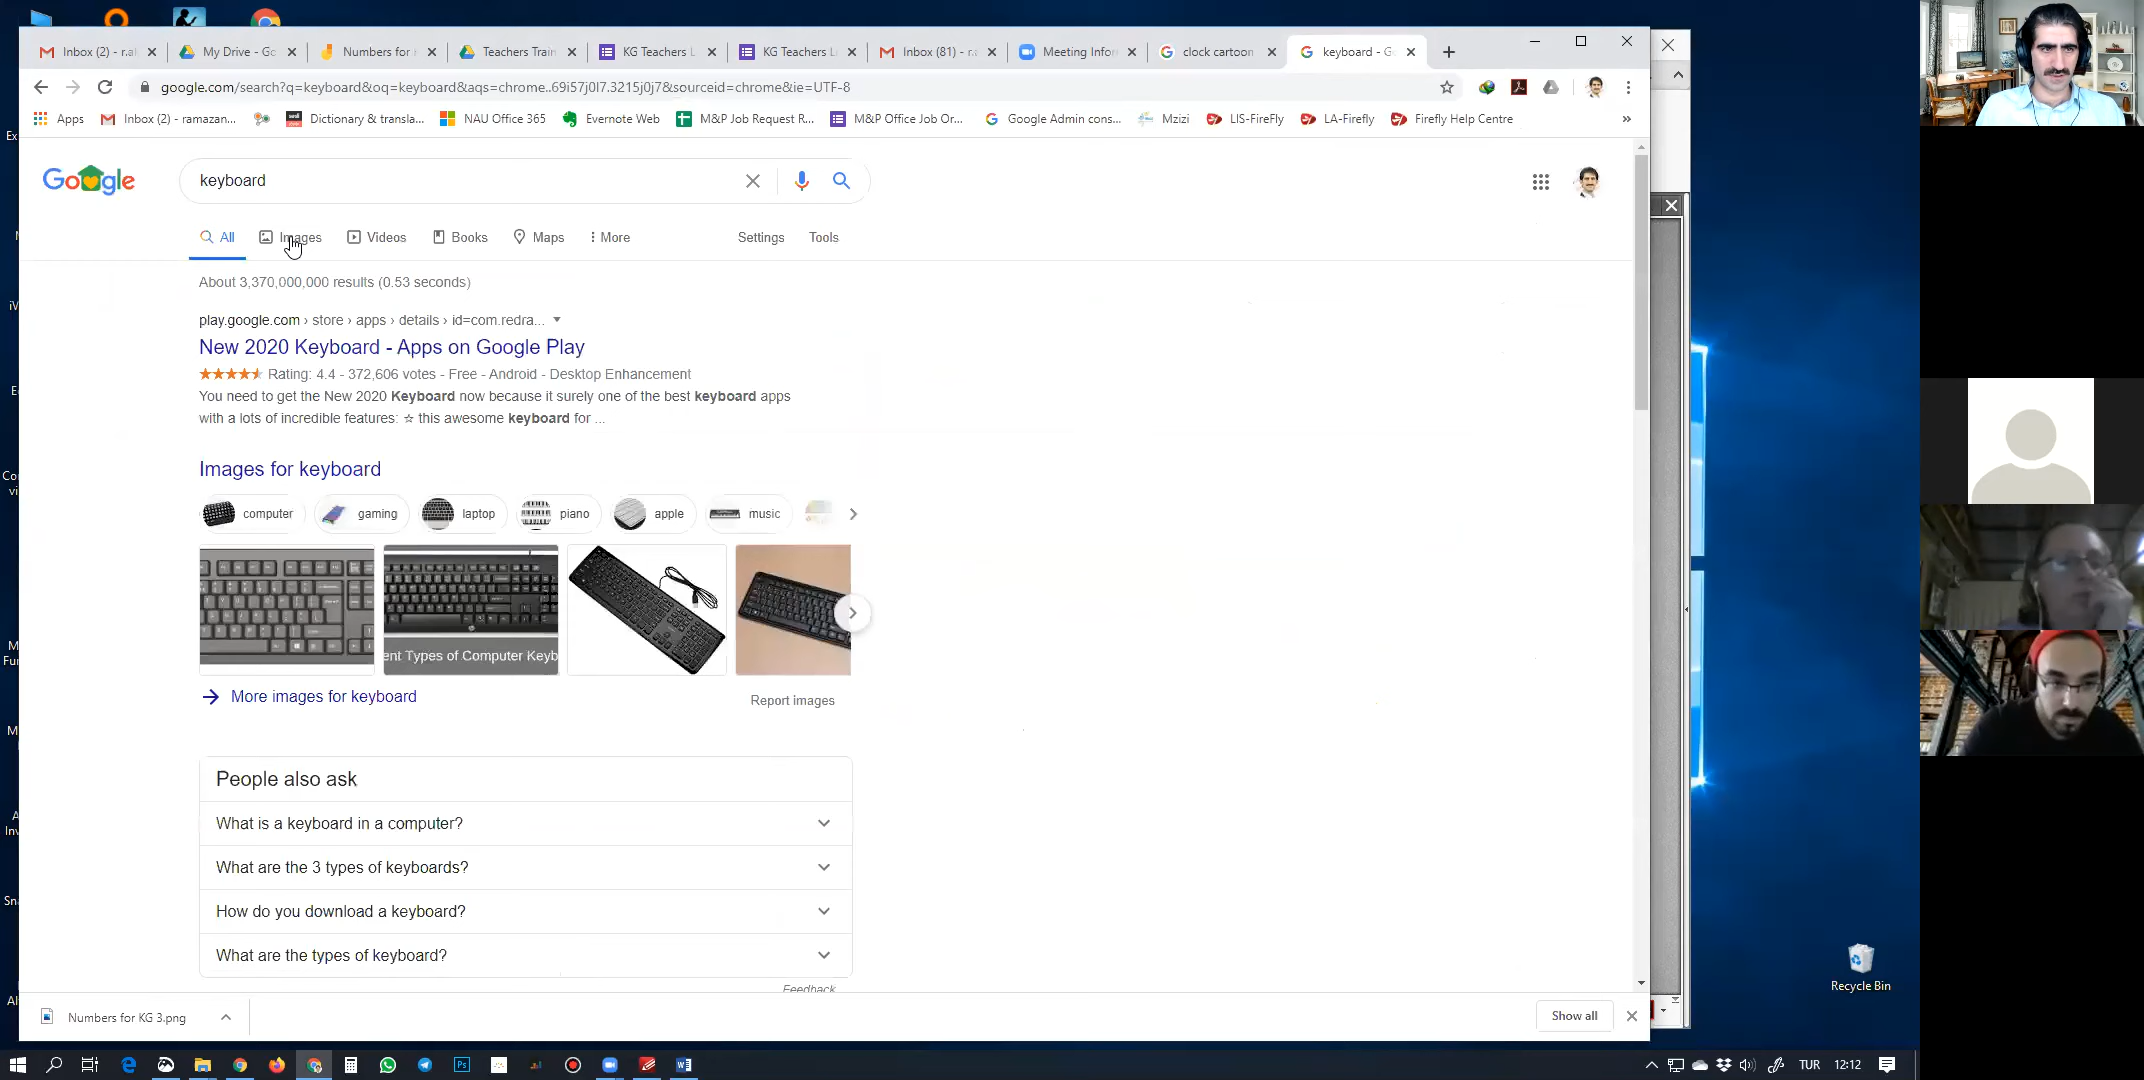 Inbox (2) - r.al
My Drive - Go
Numbers for K
Teachers Train
KG Teachers L
KG Teachers Li
Inbox (81) - r.a
Meeting Infor
clock cartoon
keyboard - Go
google.com/search?q=keyboard&oq=keyboard&aqs=chrome..69i57j0l7.3215j0j7&sourceid=chrome&ie=UTF-8
Apps
Inbox (2) - ramazan...
Dictionary & transla...
NAU Office 365
Evernote Web
M&P Job Request R...
M&P Office Job Or...
Google Admin cons...
Mzizi
LIS-FireFly
LA-Firefly
Firefly Help Centre
»
Google
keyboard
All
Images
Videos
Books
Maps
More
Settings
Tools
About 3,370,000,000 results (0.53 seconds)
play.google.com › store › apps › details › id=com.redra...
New 2020 Keyboard - Apps on Google Play
Rating: 4.4 - 372,606 votes - Free - Android - Desktop Enhancement
You need to get the New 2020 Keyboard now because it surely one of the best keyboard apps
with a lots of incredible features: ☆ this awesome keyboard for ...
Images for keyboard
computer
gaming
laptop
piano
apple
music
ent Types of Computer Keyb
More images for keyboard
Report images
People also ask
What is a keyboard in a computer?
What are the 3 types of keyboards?
How do you download a keyboard?
What are the types of keyboard?
Feedback
Numbers for KG 3.png
Show all
Recycle Bin
TUR
12:12